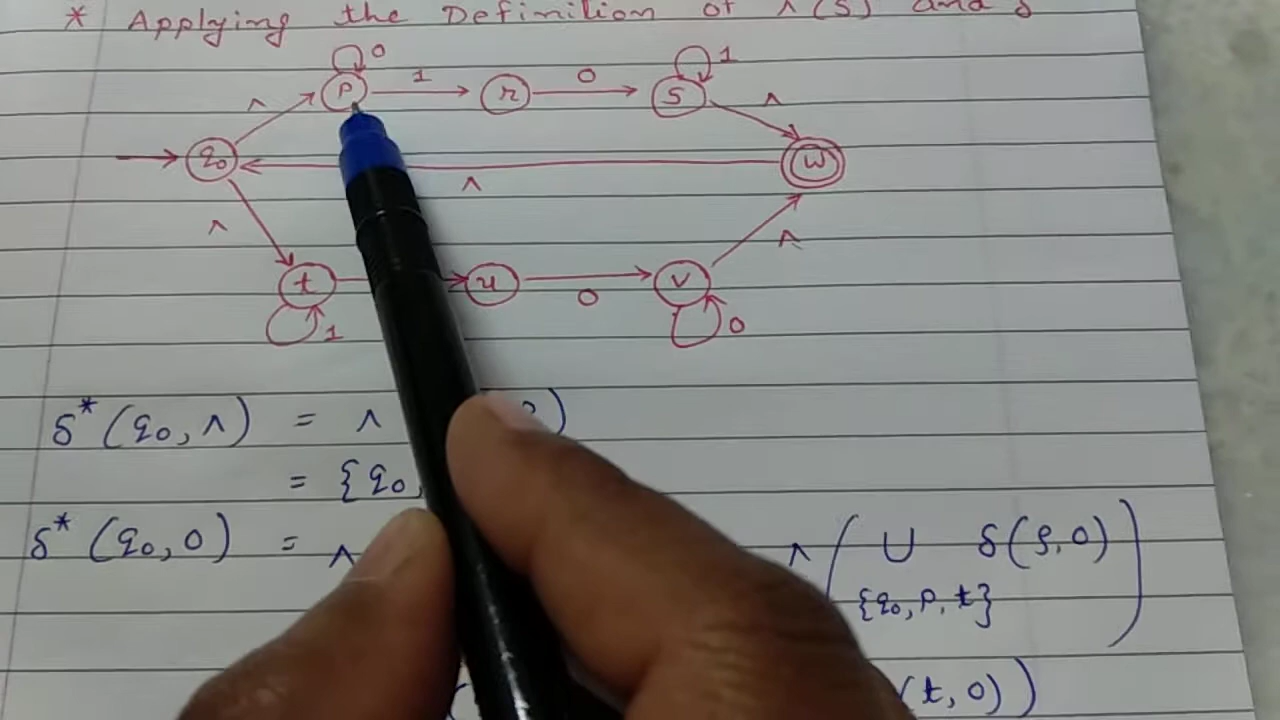 * Applying the Definition of Λ(S) and δ
0 1
P 1 r 0 S
Λ Λ
q₀ w
Λ
Λ Λ
t u 0 v
1 0
δ*(q₀, Λ) = Λ )
= {q₀,
δ*(q₀, 0) = Λ Λ ( ∪ δ(p, 0) )
{q₀, p, t}
(t, 0))